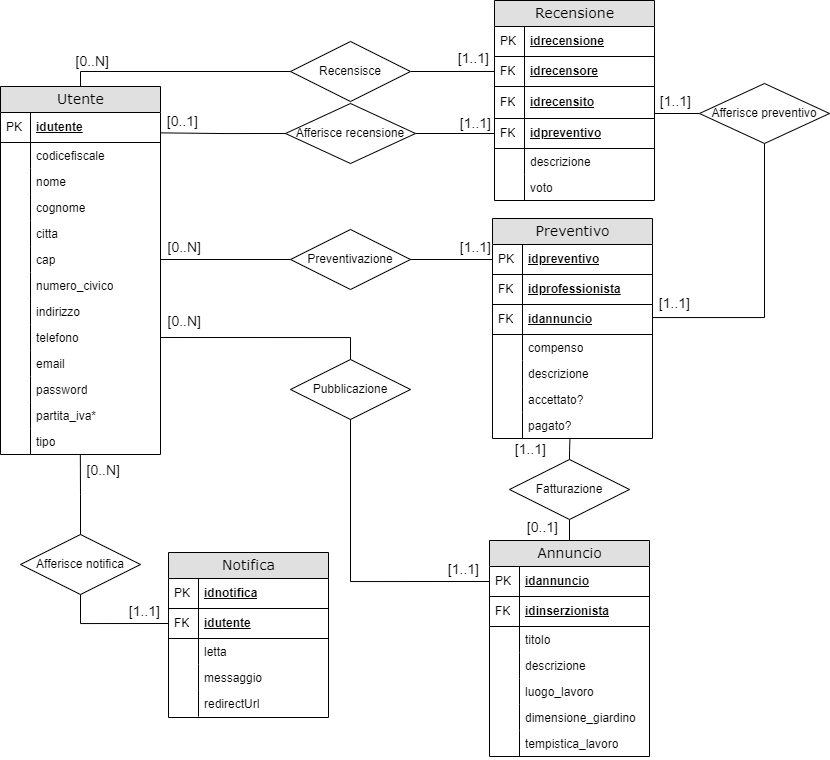 Recensione
PK idrecensione
FK idrecensore
FK idrecensito
FK idpreventivo
descrizione
voto
[0..N]
Recensisce
[1..1]
[0..1]
Afferisce recensione
[1..1]
[1..1]
Afferisce preventivo
[1..1]
Utente
PK idutente
codicefiscale
nome
cognome
citta
cap
numero_civico
indirizzo
telefono
email
password
partita_iva*
tipo
[0..N]
Preventivazione
[1..1]
Preventivo
PK idpreventivo
FK idprofessionista
FK idannuncio
compenso
descrizione
accettato?
pagato?
[0..N]
Pubblicazione
[1..1]
[1..1]
Fatturazione
[0..1]
[0..N]
Afferisce notifica
[1..1]
Notifica
PK idnotifica
FK idutente
letta
messaggio
redirectUrl
Annuncio
PK idannuncio
FK idinserzionista
titolo
descrizione
luogo_lavoro
dimensione_giardino
tempistica_lavoro